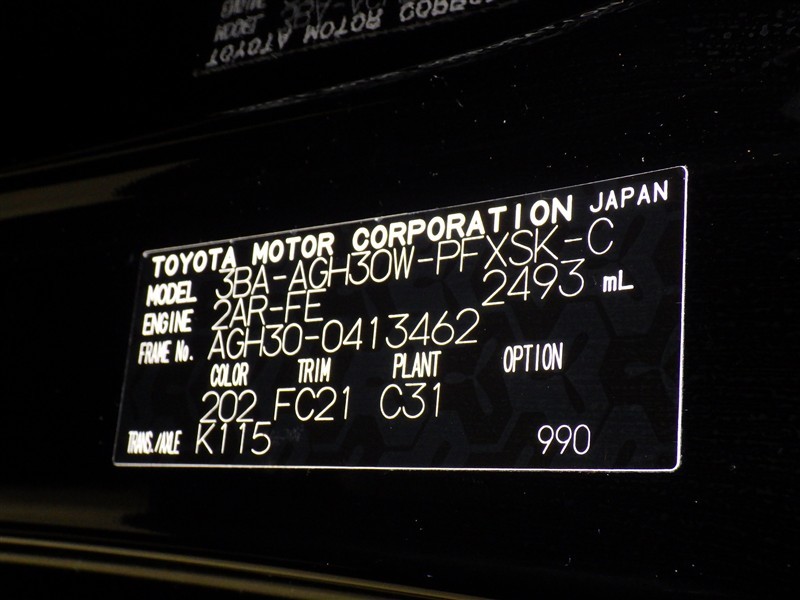 TOYOTA MOTOR CORPORATION JAPAN
MODEL 3BA-AGH30W-PFXSK-C
ENGINE 2AR-FE 2493 mL
FRAME No. AGH30-0413462
COLOR TRIM PLANT OPTION
202 FC21 C31
TRANS./AXLE K115 990